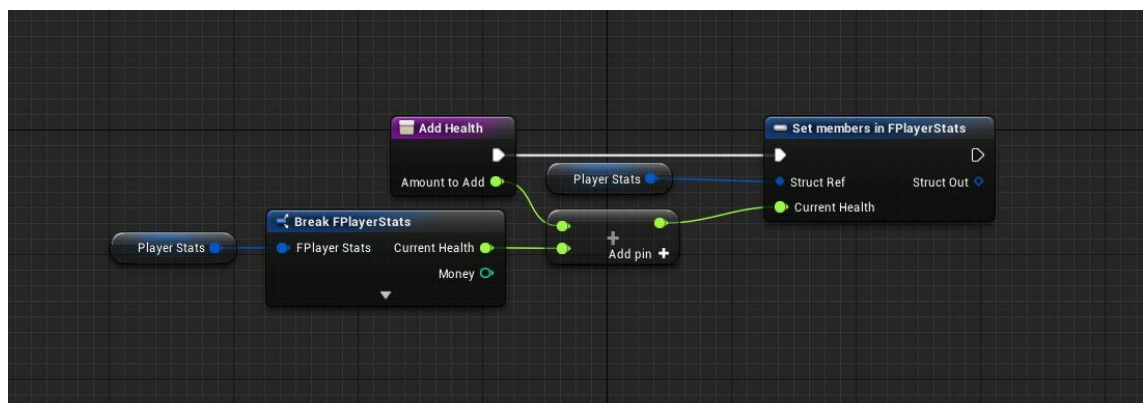 Add Health
Amount to Add
Player Stats
Set members in FPlayerStats
Struct Ref
Struct Out
Current Health
Player Stats
Break FPlayerStats
FPlayer Stats
Current Health
Money
Add pin